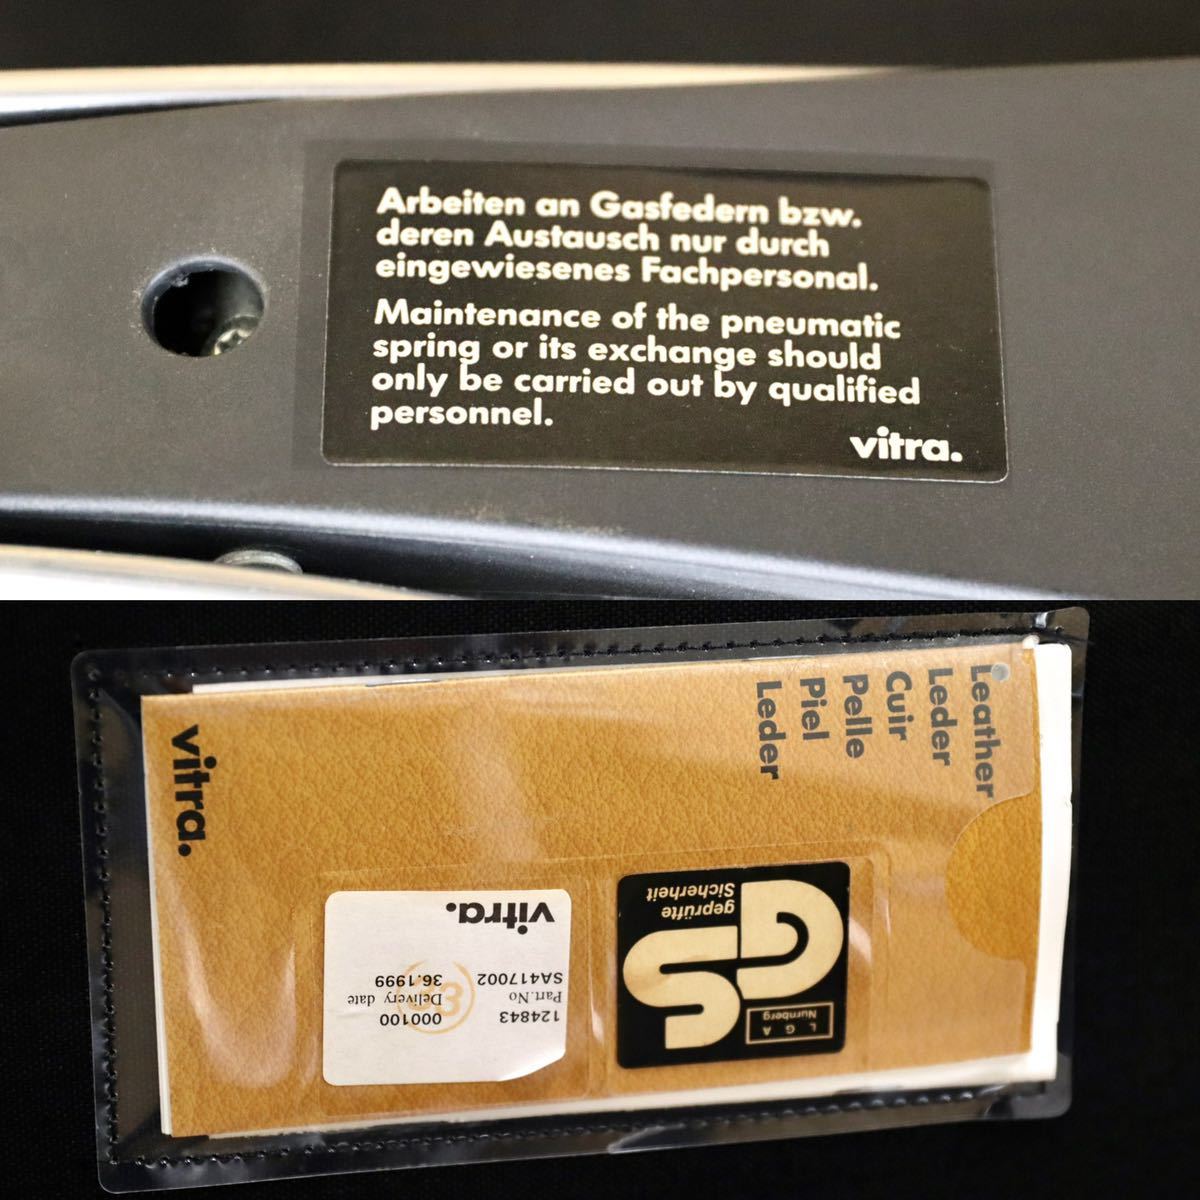 Arbeiten an Gasfedern bzw.
deren Austausch nur durch
eingewiesenes Fachpersonal.
Maintenance of the pneumatic
spring or its exchange should
only be carried out by qualified
personnel.
vitra.
Leather
Leder
Cuir
Pelle
Piel
Leder
vitra.
L G A
Nurnberg
GS
geprüfte
Sicherheit
124843 000100
Part.No Delivery date
SA417002 36.1999
33
vitra.